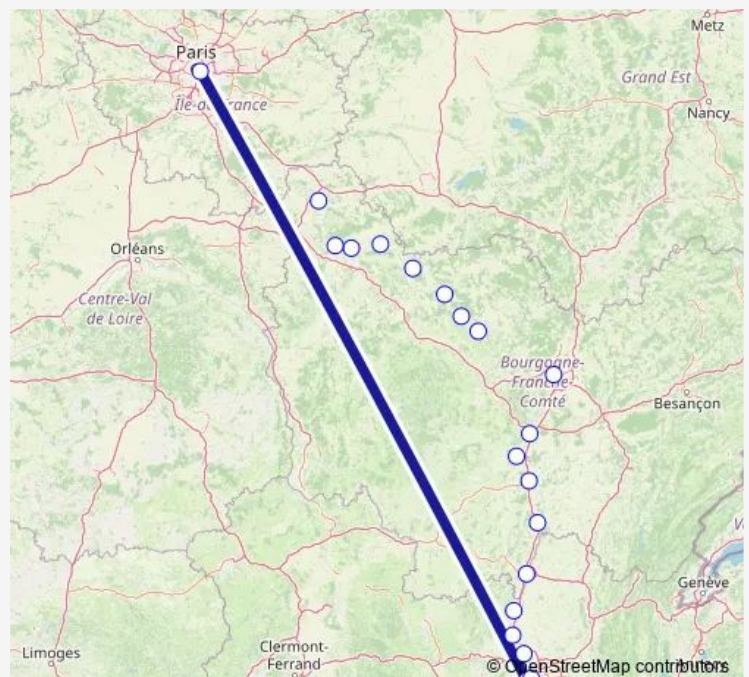 Metz
Paris
Grand Est
Île-de-France
Nancy
Orléans
Centre-Val
de Loire
Bourgogne-
Franche-
Comté
Besançon
Genève
Limoges
Clermont-
Ferrand
© OpenStreetMap contributors